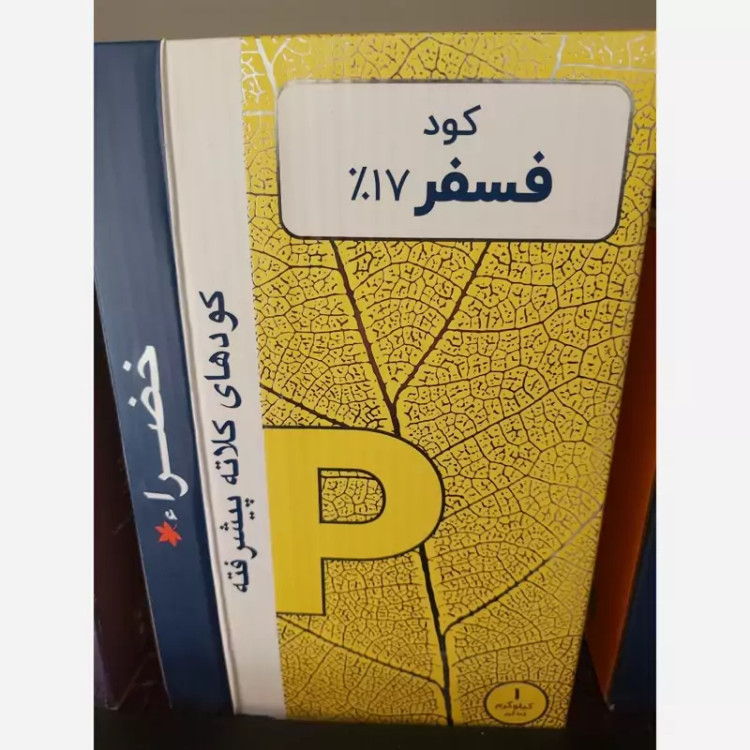 کود
فسفر ۱۷٪
خضراء
کودهای کلاته پیشرفته
P
۱
کیلوگرم